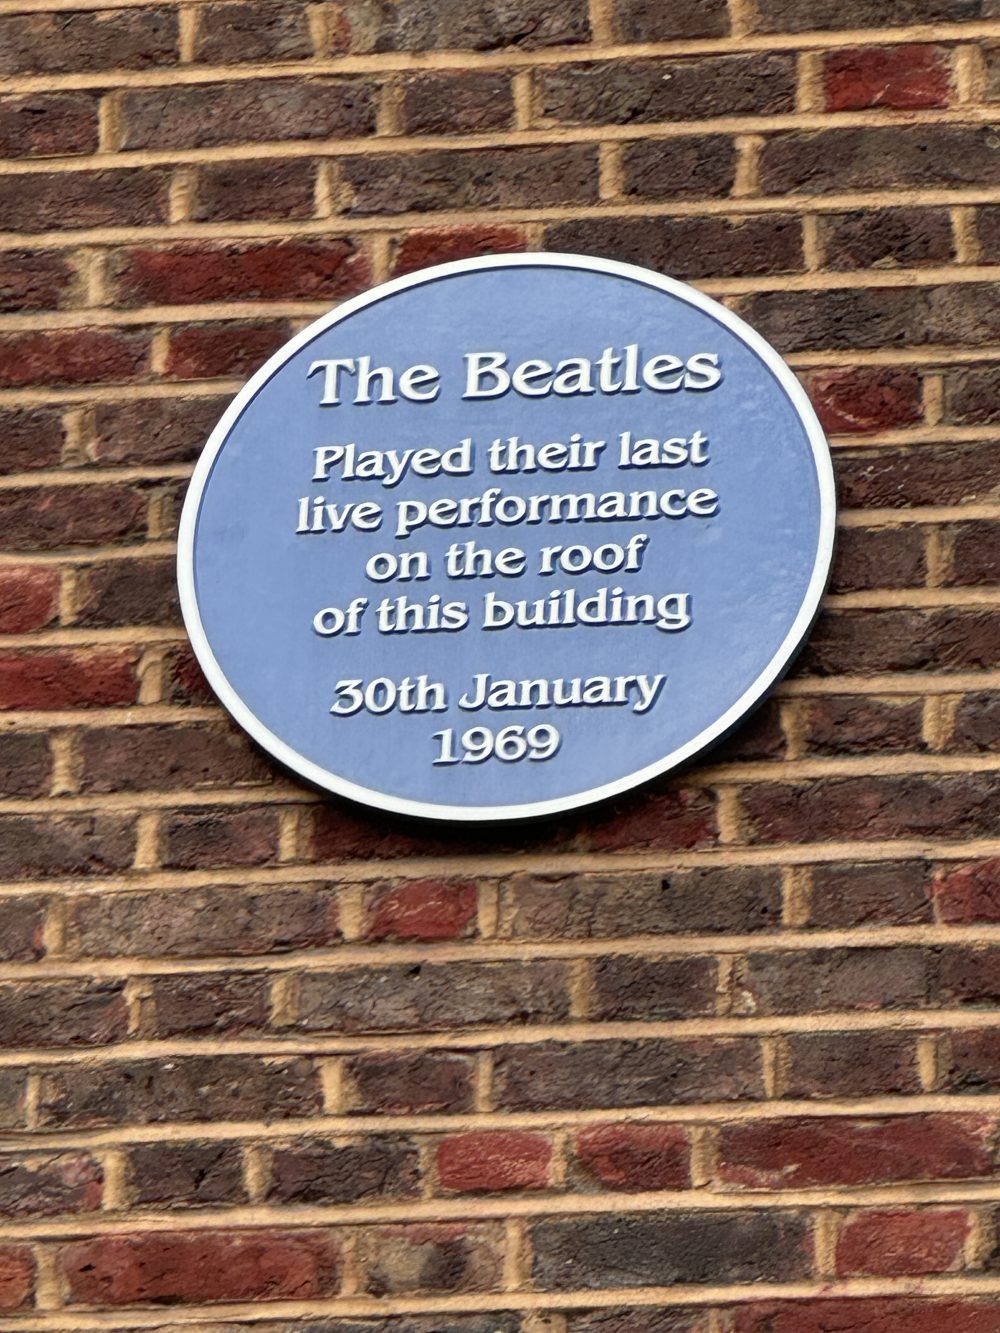 The Beatles
Played their last
live performance
on the roof
of this building
30th January
1969